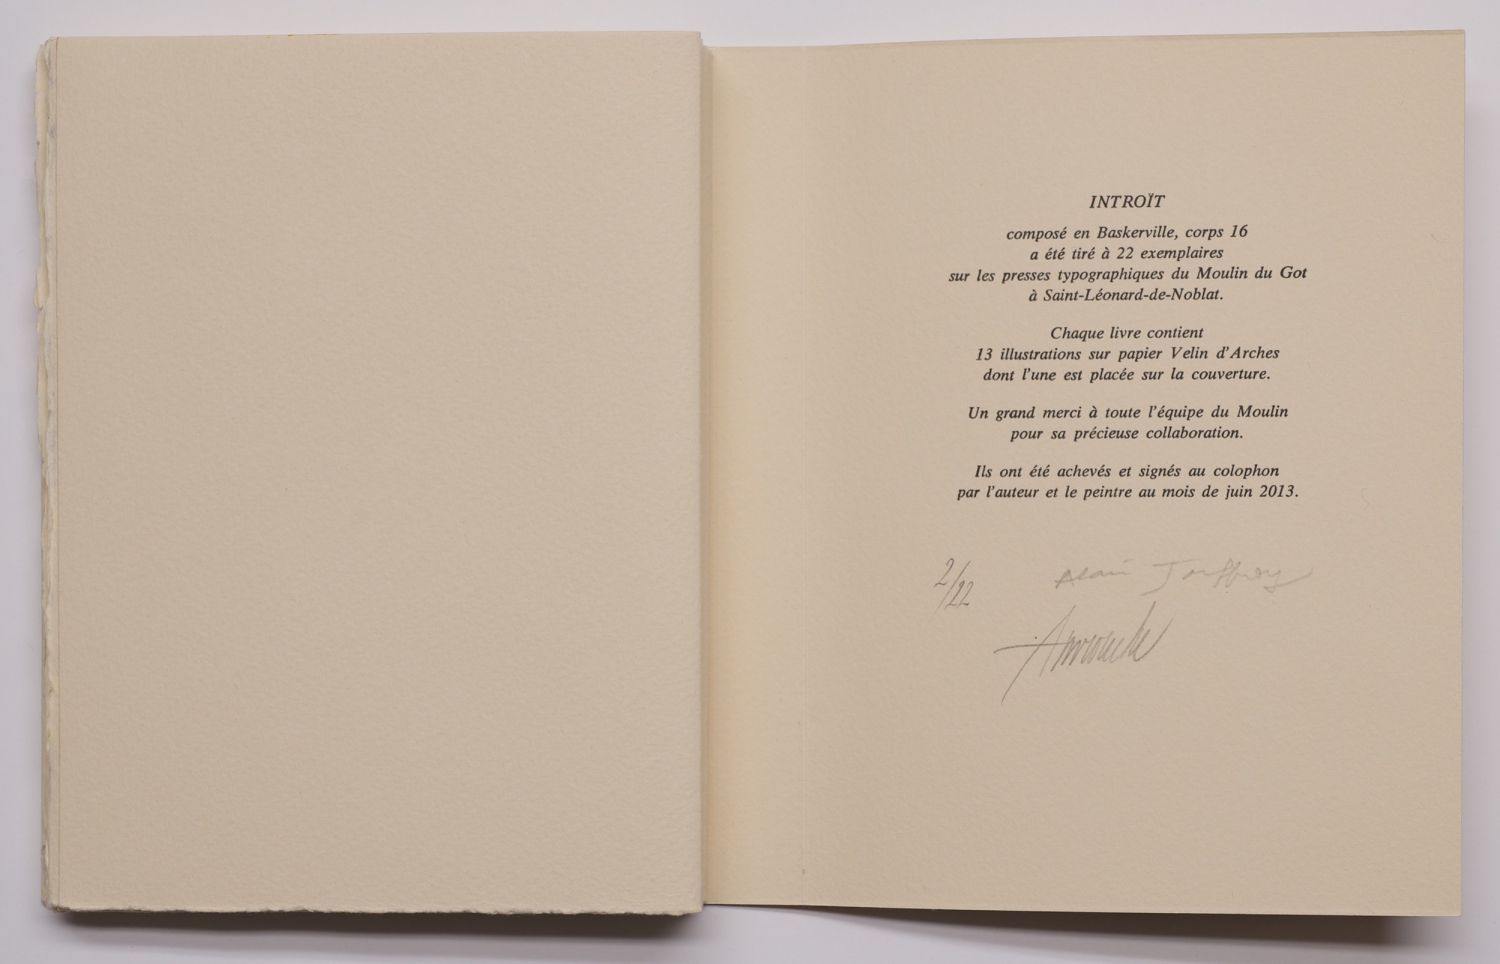 INTROÏT
composé en Baskerville, corps 16
a été tiré à 22 exemplaires
sur les presses typographiques du Moulin du Got
à Saint-Léonard-de-Noblat.
Chaque livre contient
13 illustrations sur papier Velin d'Arches
dont l'une est placée sur la couverture.
Un grand merci à toute l'équipe du Moulin
pour sa précieuse collaboration.
Ils ont été achevés et signés au colophon
par l'auteur et le peintre au mois de juin 2013.
2/22 Alain Jouffroy